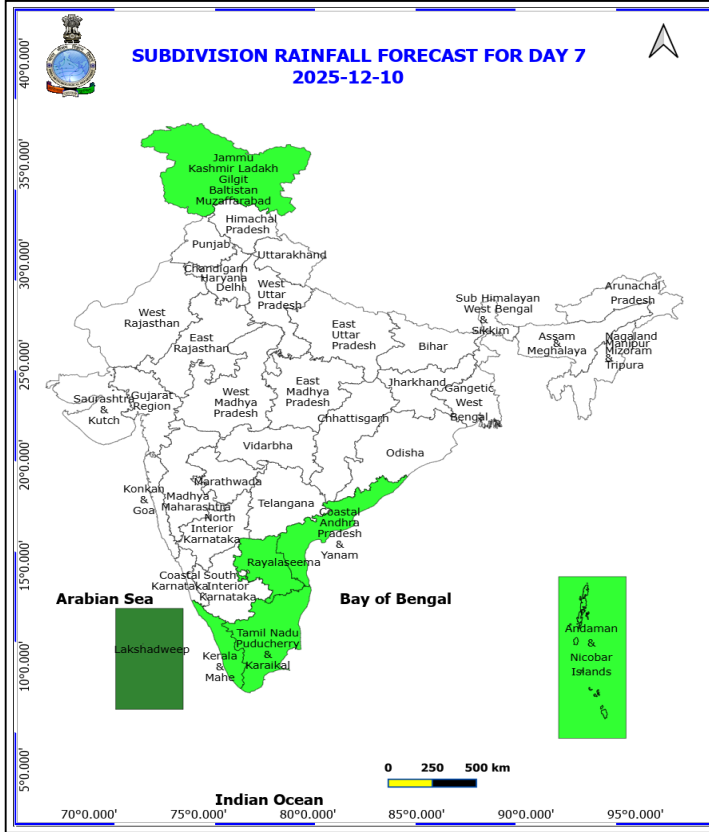 SUBDIVISION RAINFALL FORECAST FOR DAY 7
2025-12-10
40°0.000'
35°0.000'
30°0.000'
25°0.000'
20°0.000'
15°0.000'
10°0.000'
5°0.000'
Jammu
Kashmir Ladakh
Gilgit
Baltistan
Muzaffarabad
Himachal
Pradesh
Punjab
Uttarakhand
Chandigarh
Haryana
Delhi
West
Uttar
Pradesh
West
Rajasthan
East
Rajasthan
East
Uttar
Pradesh
Bihar
Sub Himalayan
West Bengal
&
Sikkim
Arunachal
Pradesh
Assam
&
Meghalaya
Nagaland
Manipur
Mizoram
&
Tripura
Saurashtra
&
Kutch
Gujarat
Region
West
Madhya
Pradesh
East
Madhya
Pradesh
Jharkhand
Gangetic
West
Bengal
Chhattisgarh
Vidarbha
Odisha
Konkan
&
Goa
Marathwada
Madhya
Maharashtra
Telangana
North
Interior
Karnataka
Coastal
Andhra
Pradesh
&
Yanam
Rayalaseema
Coastal
Karnataka
South
Interior
Karnataka
Arabian Sea
Bay of Bengal
Lakshadweep
Kerala
&
Mahe
Tamil Nadu
Puducherry
&
Karaikal
Andaman
&
Nicobar
Islands
0 250 500 km
Indian Ocean
70°0.000' 75°0.000' 80°0.000' 85°0.000' 90°0.000' 95°0.000'